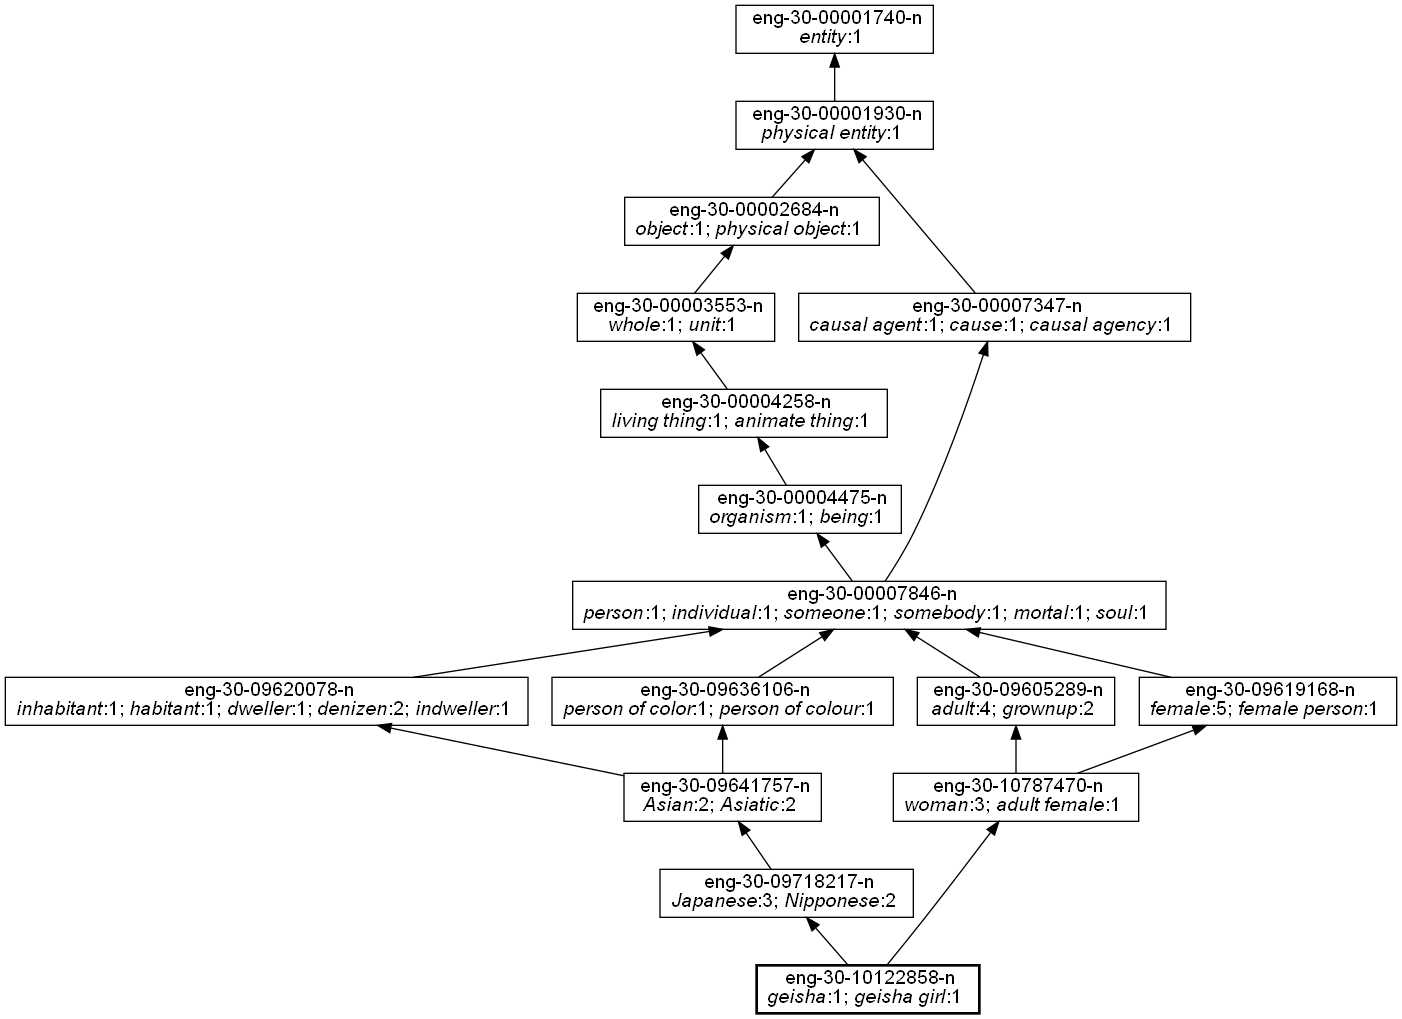 eng-30-00001740-n
entity:1
eng-30-00001930-n
physical entity:1
eng-30-00002684-n
object:1; physical object:1
eng-30-00003553-n
whole:1; unit:1
eng-30-00007347-n
causal agent:1; cause:1; causal agency:1
eng-30-00004258-n
living thing:1; animate thing:1
eng-30-00004475-n
organism:1; being:1
eng-30-00007846-n
person:1; individual:1; someone:1; somebody:1; mortal:1; soul:1
eng-30-09620078-n
inhabitant:1; habitant:1; dweller:1; denizen:2; indweller:1
eng-30-09636106-n
person of color:1; person of colour:1
eng-30-09605289-n
adult:4; grownup:2
eng-30-09619168-n
female:5; female person:1
eng-30-09641757-n
Asian:2; Asiatic:2
eng-30-10787470-n
woman:3; adult female:1
eng-30-09718217-n
Japanese:3; Nipponese:2
eng-30-10122858-n
geisha:1; geisha girl:1